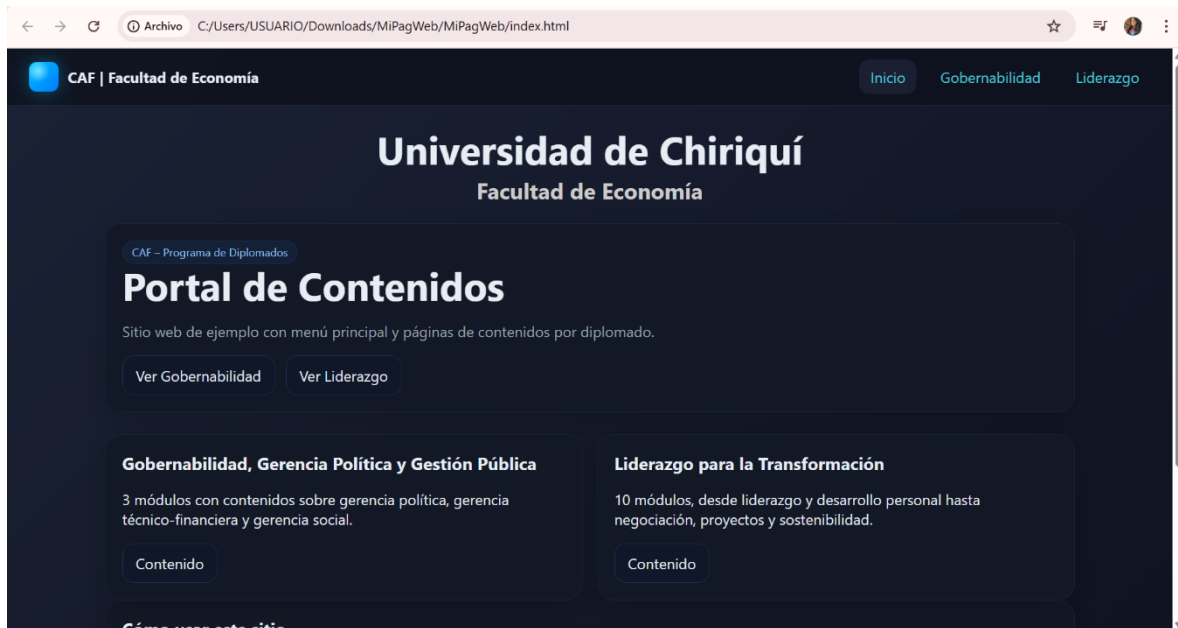 Archivo C:/Users/USUARIO/Downloads/MiPagWeb/MiPagWeb/index.html
CAF | Facultad de Economía
Inicio Gobernabilidad Liderazgo
Universidad de Chiriquí
Facultad de Economía
CAF – Programa de Diplomados
Portal de Contenidos
Sitio web de ejemplo con menú principal y páginas de contenidos por diplomado.
Ver Gobernabilidad Ver Liderazgo
Gobernabilidad, Gerencia Política y Gestión Pública
3 módulos con contenidos sobre gerencia política, gerencia
técnico-financiera y gerencia social.
Contenido
Liderazgo para la Transformación
10 módulos, desde liderazgo y desarrollo personal hasta
negociación, proyectos y sostenibilidad.
Contenido
Cómo usar este sitio